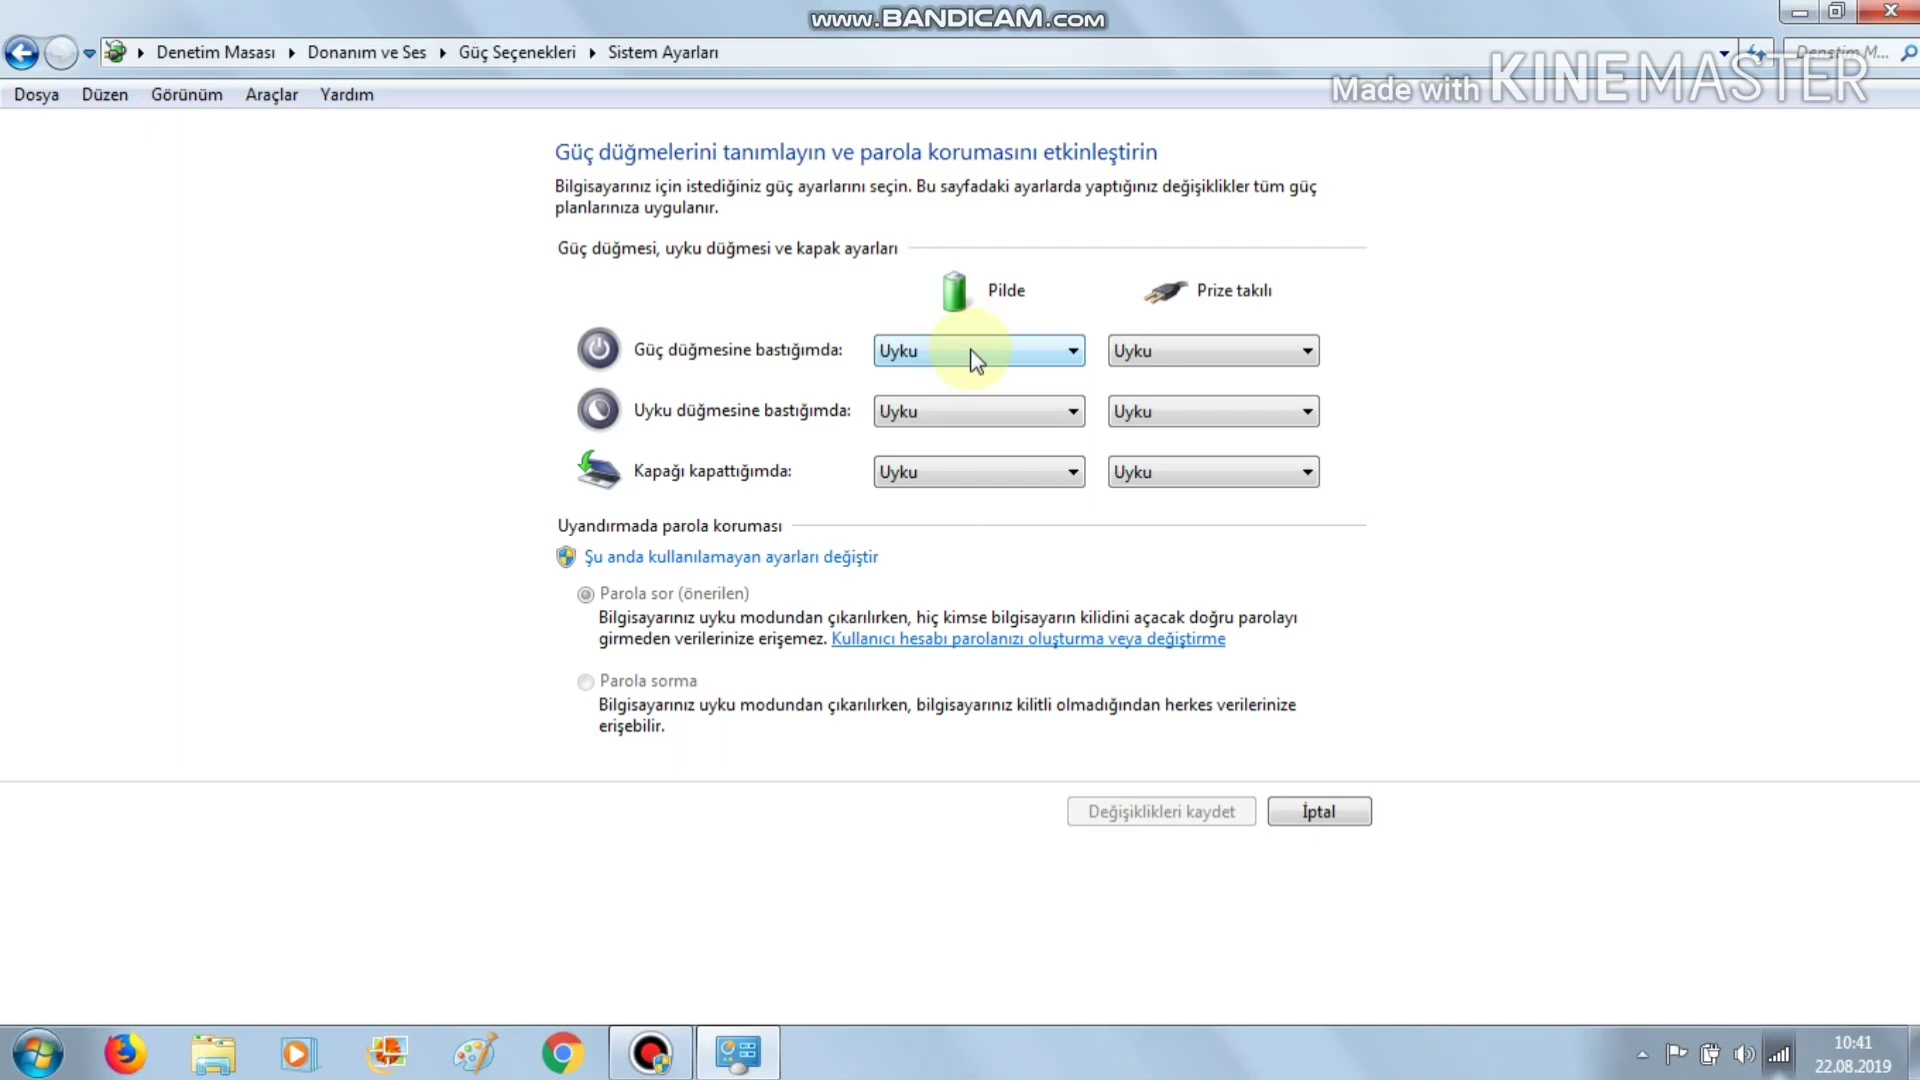 www.BANDICAM.com
Denetim Masası Donanım ve Ses Güç Seçenekleri Sistem Ayarları
Denetim M...
Made with KINEMASTER
Dosya Düzen Görünüm Araçlar Yardım
Güç düğmelerini tanımlayın ve parola korumasını etkinleştirin
Bilgisayarınız için istediğiniz güç ayarlarını seçin. Bu sayfadaki ayarlarda yaptığınız değişiklikler tüm güç
planlarınıza uygulanır.
Güç düğmesi, uyku düğmesi ve kapak ayarları
Pilde Prize takılı
Güç düğmesine bastığımda: Uyku Uyku
Uyku düğmesine bastığımda: Uyku Uyku
Kapağı kapattığımda: Uyku Uyku
Uyandırmada parola koruması
Şu anda kullanılamayan ayarları değiştir
Parola sor (önerilen)
Bilgisayarınız uyku modundan çıkarılırken, hiç kimse bilgisayarın kilidini açacak doğru parolayı
girmeden verilerinize erişemez. Kullanıcı hesabı parolanızı oluşturma veya değiştirme
Parola sorma
Bilgisayarınız uyku modundan çıkarılırken, bilgisayarınız kilitli olmadığından herkes verilerinize
erişebilir.
Değişiklikleri kaydet İptal
10:41
22.08.2019